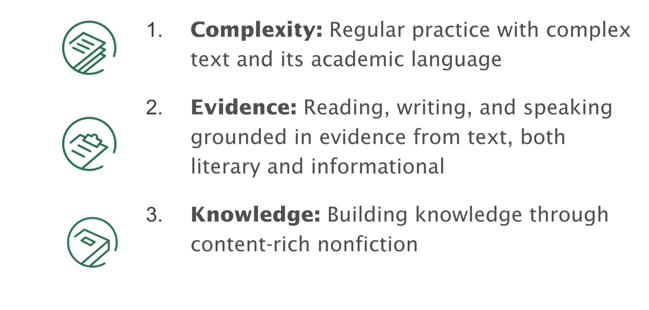 1. Complexity: Regular practice with complex
text and its academic language
2. Evidence: Reading, writing, and speaking
grounded in evidence from text, both
literary and informational
3. Knowledge: Building knowledge through
content-rich nonfiction